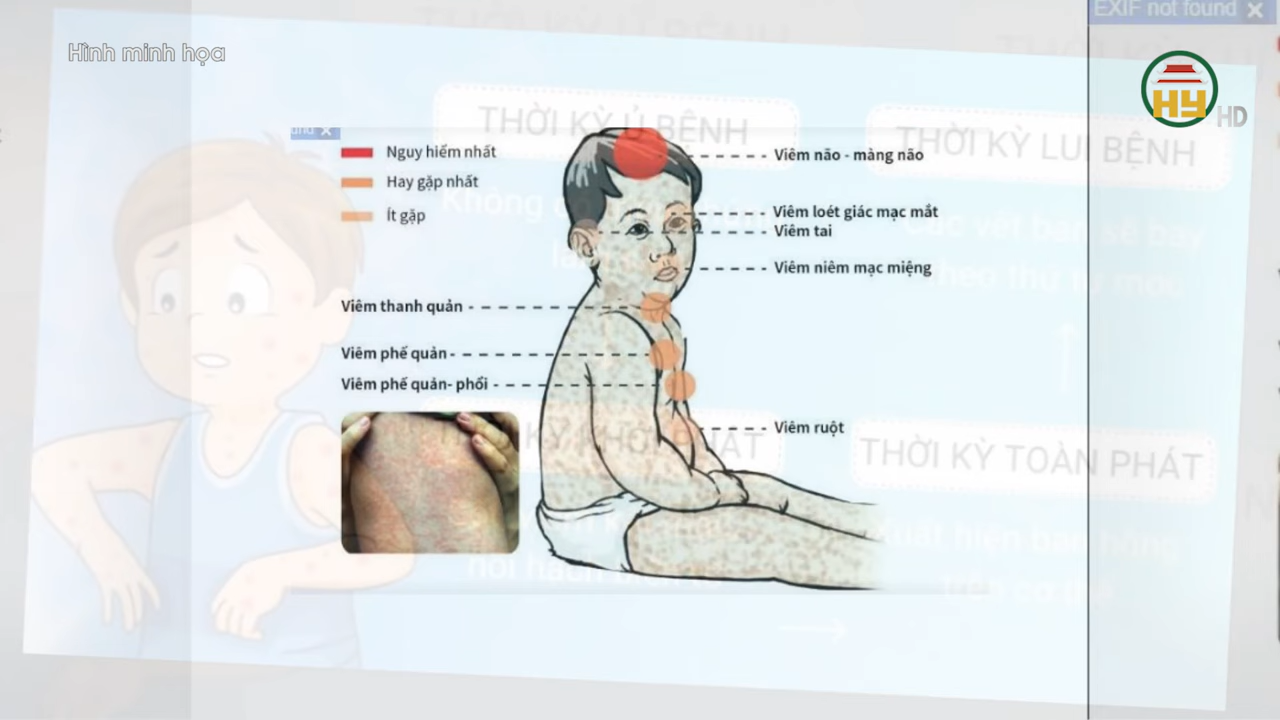 Hình minh họa
EXIF not found ×
HY
HD
THỜI KỲ Ủ BỆNH
THỜI KỲ LUI BỆNH
Nguy hiểm nhất
Hay gặp nhất
Ít gặp
Viêm não - màng não
Viêm loét giác mạc mắt
Viêm tai
Viêm niêm mạc miệng
Viêm thanh quản
Viêm phế quản
Viêm phế quản- phổi
Viêm ruột
THỜI KỲ TOÀN PHÁT